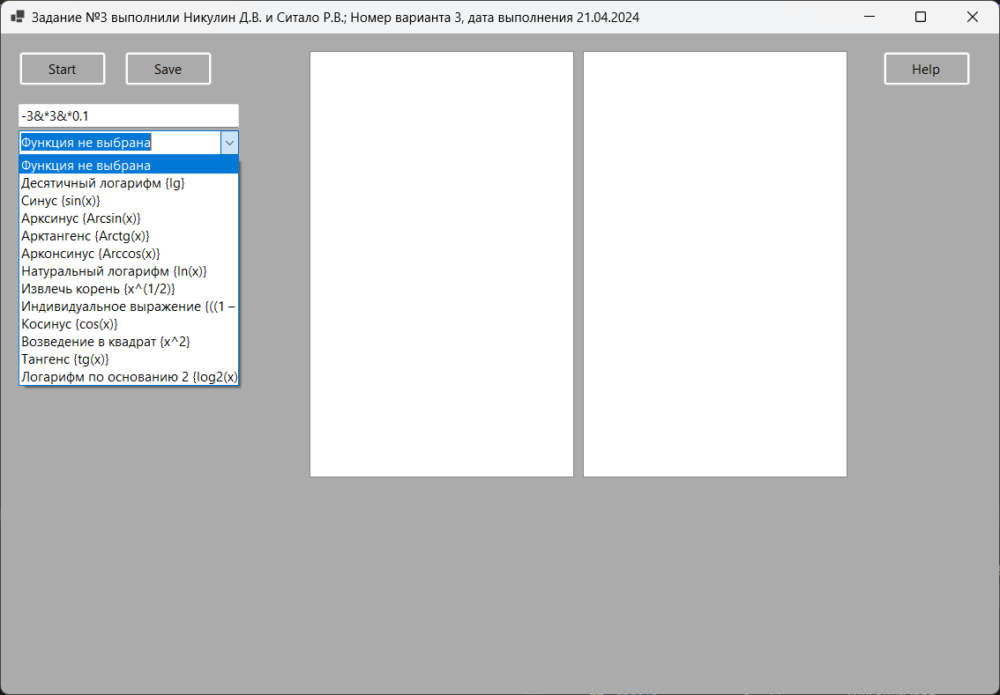 Задание №3 выполнили Никулин Д.В. и Ситало Р.В.; Номер варианта 3, дата выполнения 21.04.2024
Start
Save
Help
-3&*3&*0.1
Функция не выбрана
Функция не выбрана
Десятичный логарифм {lg}
Синус {sin(x)}
Арксинус {Arcsin(x)}
Арктангенс {Arctg(x)}
Арконсинус {Arccos(x)}
Натуральный логарифм {ln(x)}
Извлечь корень {x^(1/2)}
Индивидуальное выражение {((1 –
Косинус {cos(x)}
Возведение в квадрат {x^2}
Тангенс {tg(x)}
Логарифм по основанию 2 {log2(x)